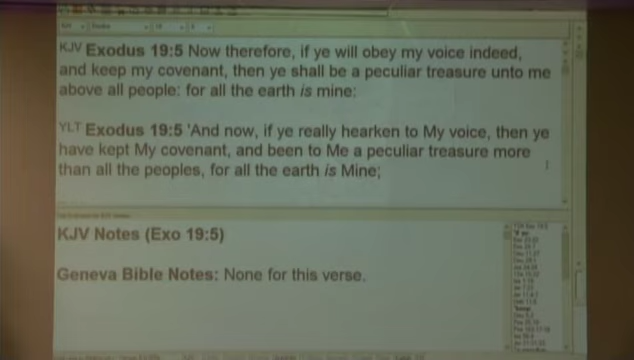 KJV Exodus 19:5 Now therefore, if ye will obey my voice indeed,
and keep my covenant, then ye shall be a peculiar treasure unto me
above all people: for all the earth is mine:
YLT Exodus 19:5 'And now, if ye really hearken to My voice, then ye
have kept My covenant, and been to Me a peculiar treasure more
than all the peoples, for all the earth is Mine;
KJV Notes (Exo 19:5)
Geneva Bible Notes: None for this verse.